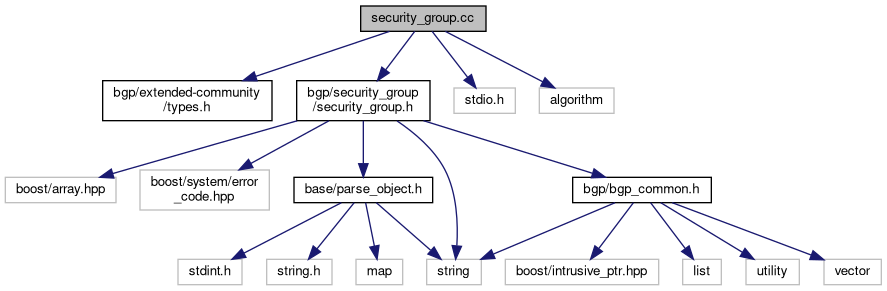 security_group.cc
bgp/extended-community
/types.h
bgp/security_group
/security_group.h
stdio.h
algorithm
boost/array.hpp
boost/system/error
_code.hpp
base/parse_object.h
bgp/bgp_common.h
stdint.h
string.h
map
string
boost/intrusive_ptr.hpp
list
utility
vector